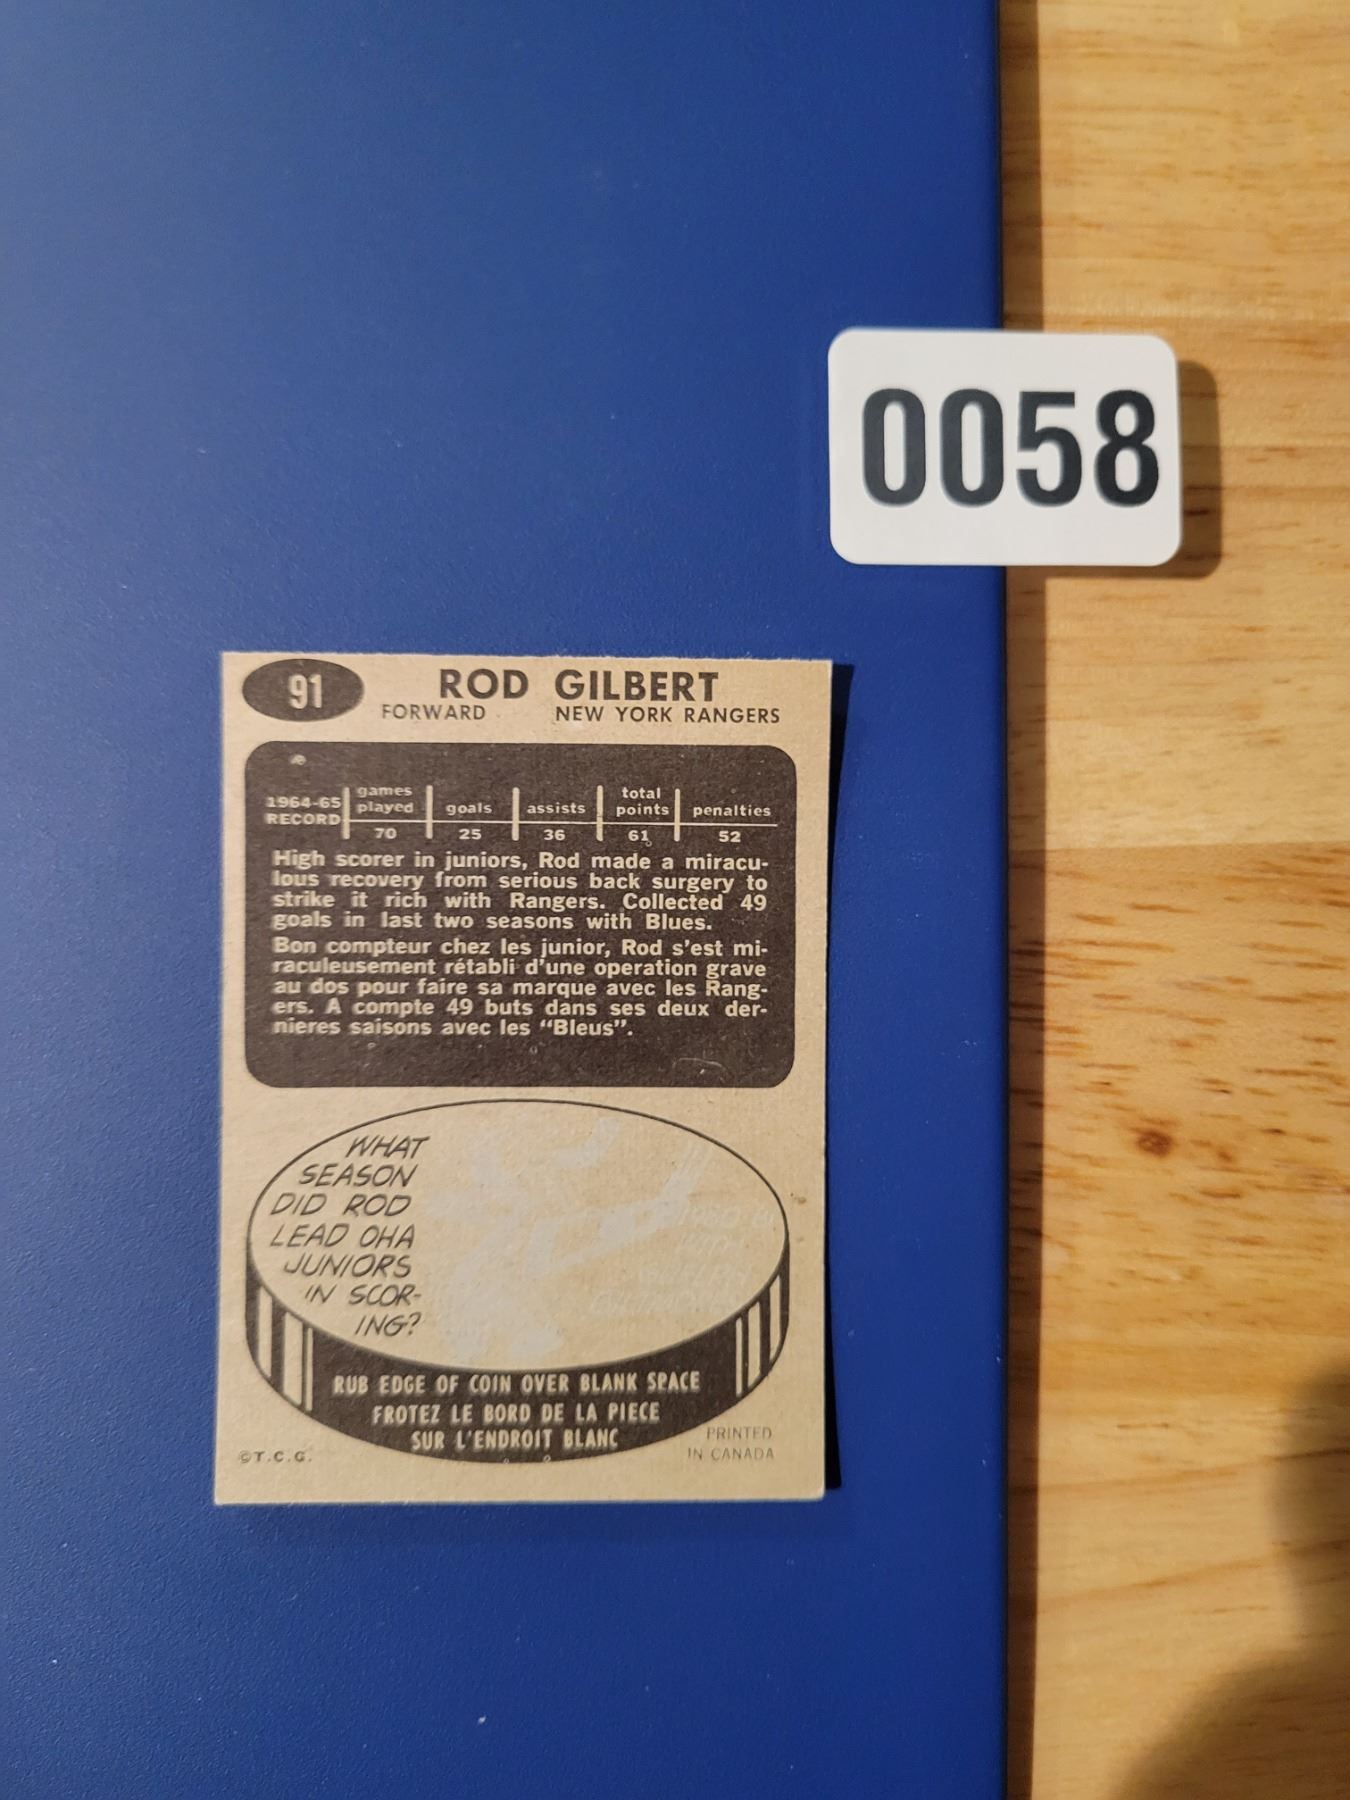 0058
91
ROD GILBERT
FORWARD NEW YORK RANGERS
1964-65 RECORD games played goals assists total points penalties
70 25 36 61 52
High scorer in juniors, Rod made a miracu-
lous recovery from serious back surgery to
strike it rich with Rangers. Collected 49
goals in last two seasons with Blues.
Bon compteur chez les junior, Rod s'est mi-
raculeusement rétabli d'une operation grave
au dos pour faire sa marque avec les Rang-
ers. A compte 49 buts dans ses deux der-
nieres saisons avec les "Bleus".
WHAT
SEASON
DID ROD
LEAD OHA
JUNIORS
IN SCOR-
ING?
RUB EDGE OF COIN OVER BLANK SPACE
FROTEZ LE BORD DE LA PIECE
SUR L'ENDROIT BLANC
©T.C.G.
PRINTED
IN CANADA